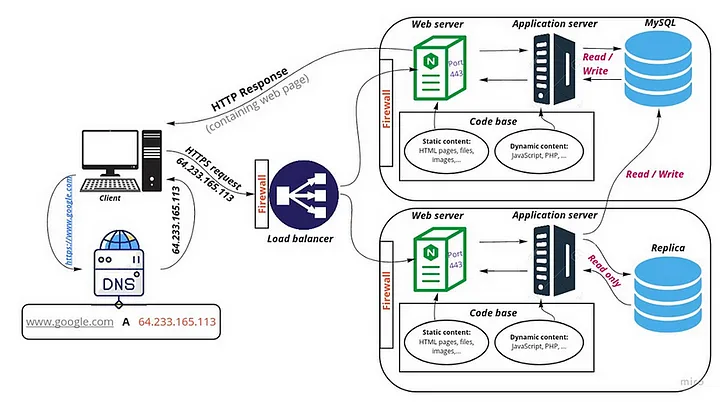 Web server
Application server
MySQL
Port
443
Read /
Write
Firewall
Code base
Static content:
HTML pages, files,
images,...
Dynamic content:
JavaScript, PHP, ...
HTTP Response
(containing web page)
HTTPS request
64.233.165.113
Client
https://www.google.com
64.233.165.113
DNS
www.google.com A 64.233.165.113
Firewall
Load balancer
Read / Write
Web server
Application server
Replica
Port
443
Read only
Firewall
Code base
Static content:
HTML pages, files,
images,...
Dynamic content:
JavaScript, PHP, ...
miro